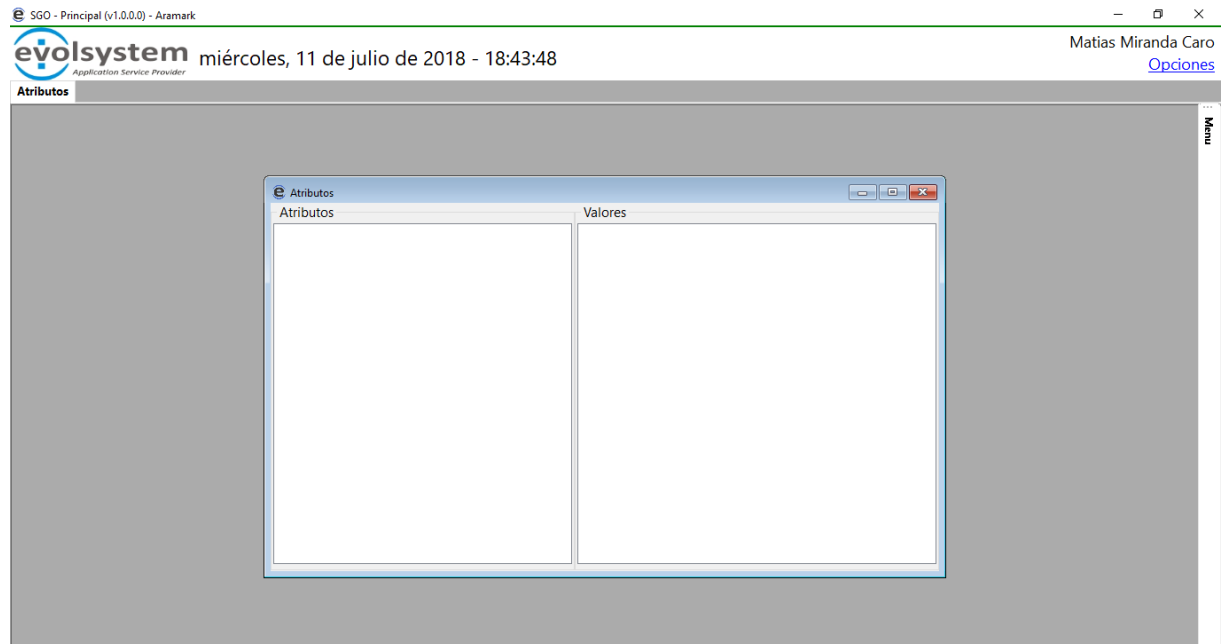 SGO - Principal (v1.0.0.0) - Aramark
evolsystem
Application Service Provider
miércoles, 11 de julio de 2018 - 18:43:48
Matias Miranda Caro
Opciones
Atributos
Menu
Atributos
Atributos
Valores